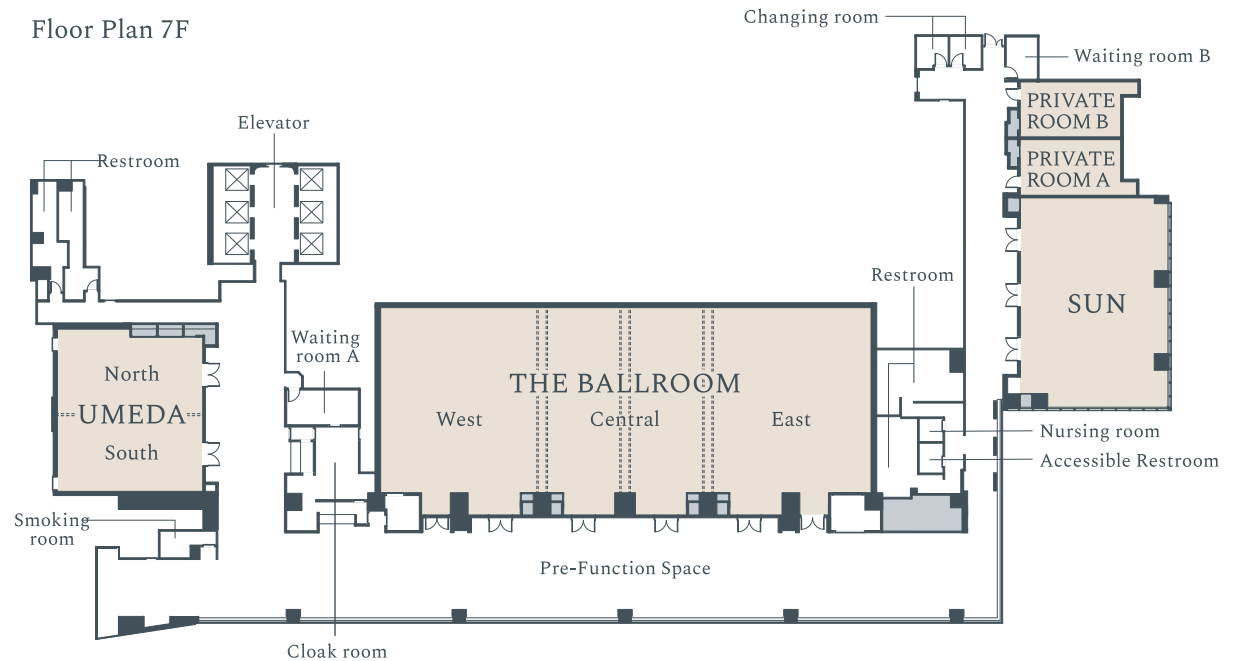 Floor Plan 7F
Changing room
Waiting room B
PRIVATE
ROOM B
PRIVATE
ROOM A
Elevator
Restroom
Restroom
SUN
Waiting
room A
North
UMEDA
South
THE BALLROOM
West
Central
East
Nursing room
Accessible Restroom
Smoking
room
Pre-Function Space
Cloak room